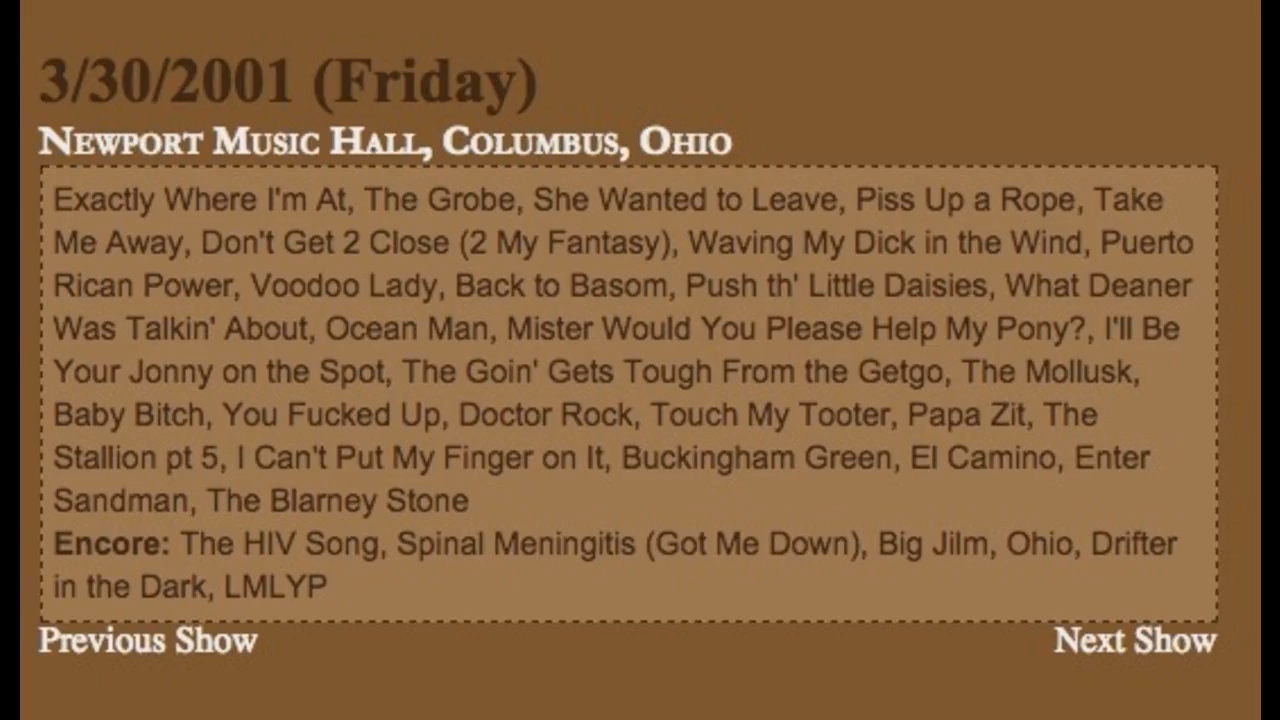 3/30/2001 (Friday)
Newport Music Hall, Columbus, Ohio
Exactly Where I'm At, The Grobe, She Wanted to Leave, Piss Up a Rope, Take
Me Away, Don't Get 2 Close (2 My Fantasy), Waving My Dick in the Wind, Puerto
Rican Power, Voodoo Lady, Back to Basom, Push th' Little Daisies, What Deaner
Was Talkin' About, Ocean Man, Mister Would You Please Help My Pony?, I'll Be
Your Jonny on the Spot, The Goin' Gets Tough From the Getgo, The Mollusk,
Baby Bitch, You Fucked Up, Doctor Rock, Touch My Tooter, Papa Zit, The
Stallion pt 5, I Can't Put My Finger on It, Buckingham Green, El Camino, Enter
Sandman, The Blarney Stone
Encore: The HIV Song, Spinal Meningitis (Got Me Down), Big Jilm, Ohio, Drifter
in the Dark, LMLYP
Previous Show
Next Show